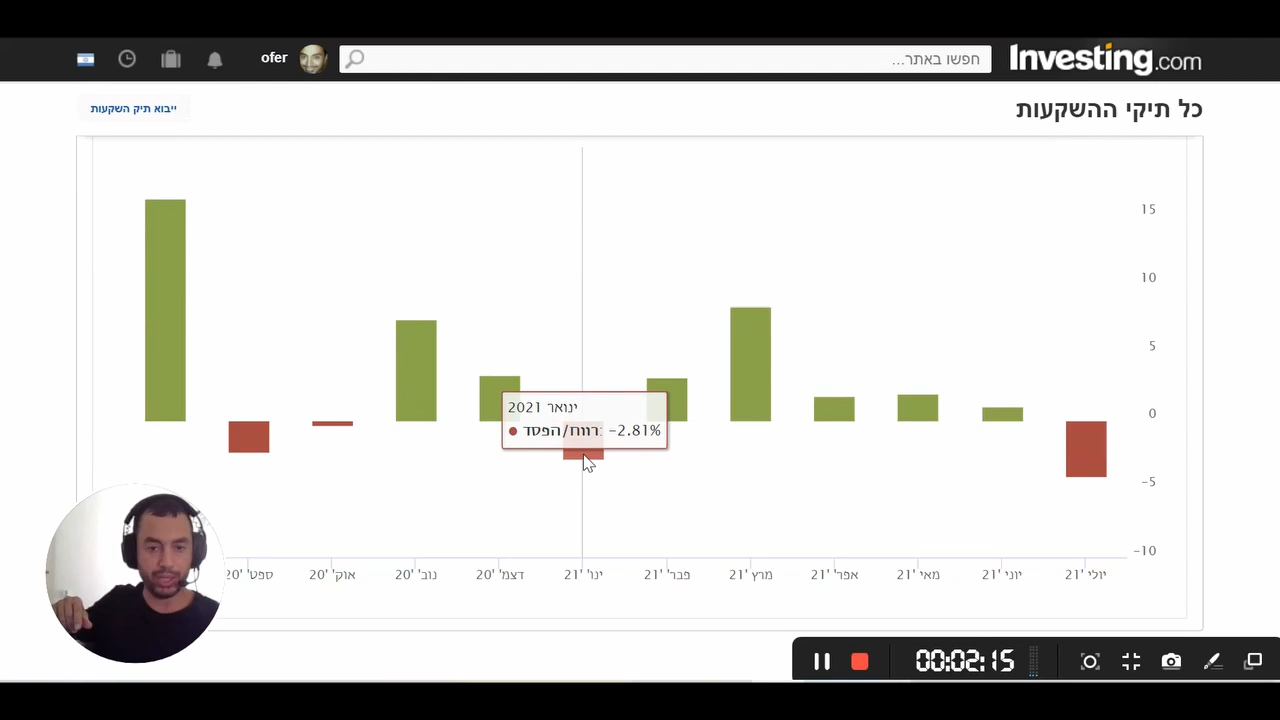 ofer
חפשו באתר...
Investing.com
כל תיקי ההשקעות
ייבוא תיק השקעות
15
10
5
0
-5
-10
ינואר 2021
רווח/הפסד: -2.81%
ספט' '20
אוק' '20
נוב' '20
דצמ' '20
ינו' '21
פבר' '21
מרץ '21
אפר' '21
מאי '21
יוני '21
יולי '21
00:02:15